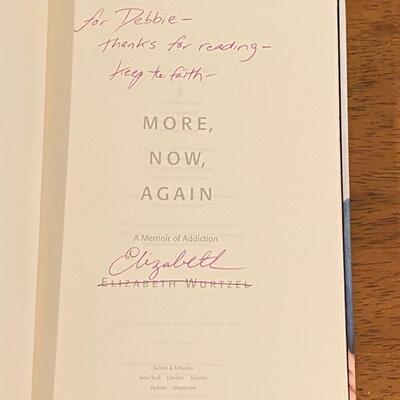 for Debbie—
thanks for reading—
keep the faith—
MORE,
NOW,
AGAIN
A Memoir of Addiction
Elizabeth
ELIZABETH WURTZEL
Simon & Schuster
New York London Toronto
Sydney Singapore